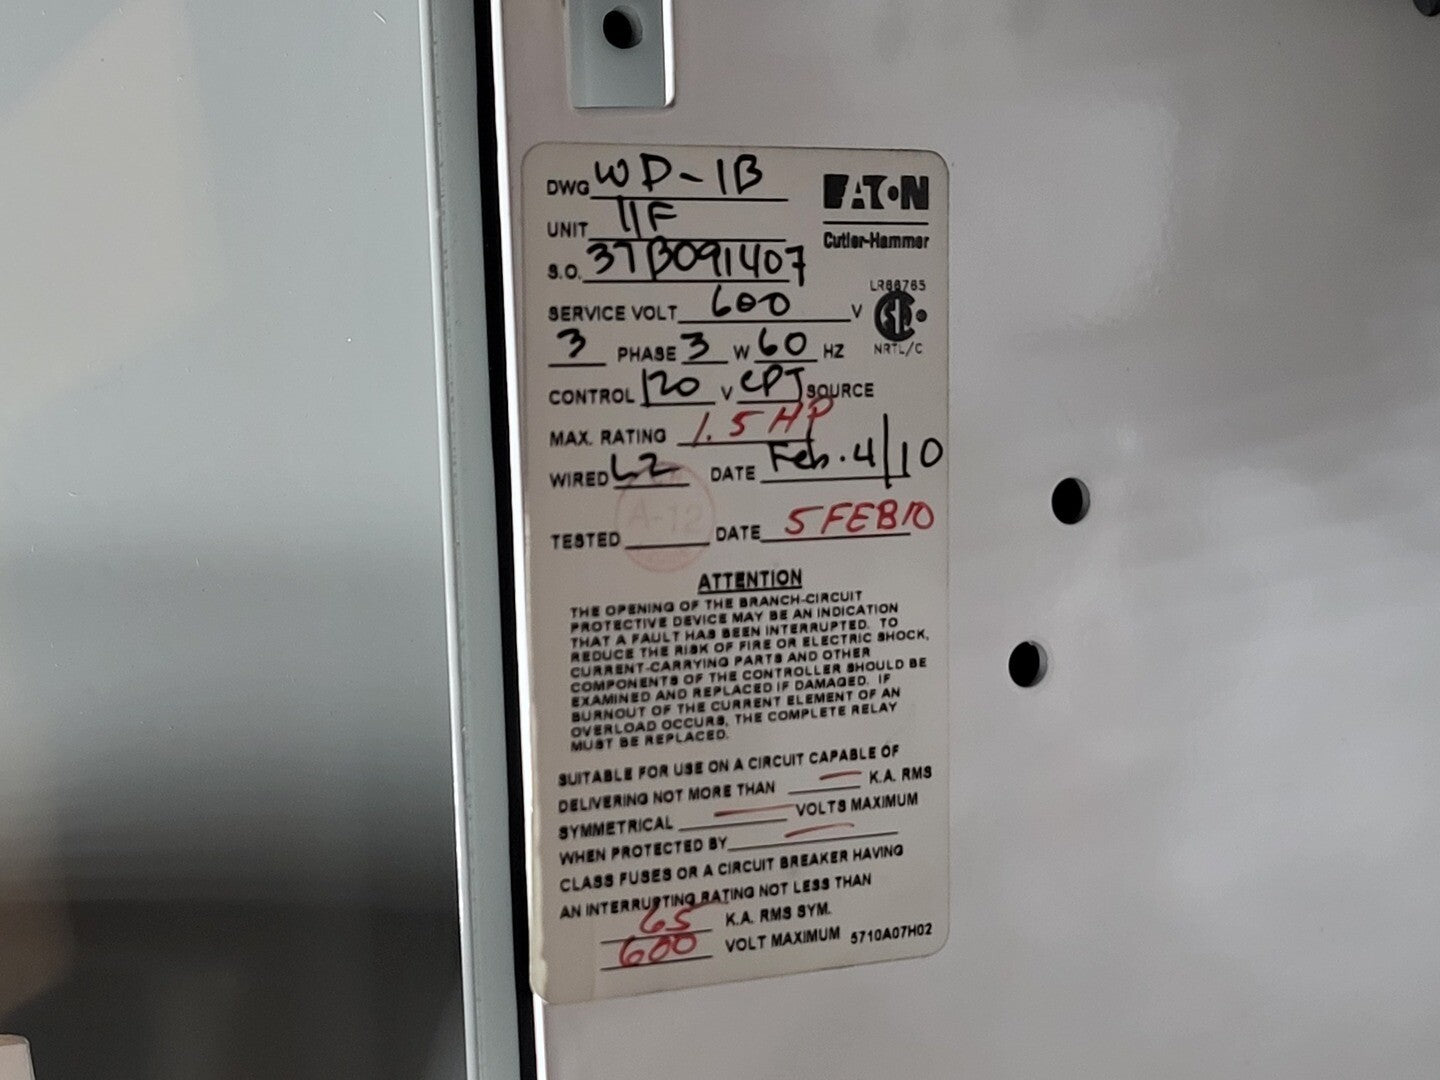 DWG WD-1B
EATON
UNIT 11F
Cutler-Hammer
S.O. 37B091407
LR88765
SERVICE VOLT 600 V
NRTL/C
3 PHASE 3 W 60 HZ
CONTROL 120 V CPT SOURCE
MAX. RATING 1.5 HP
WIRED LZ DATE Feb. 4/10
A-12
TESTED DATE 5 FEB 10
ATTENTION
THE OPENING OF THE BRANCH-CIRCUIT
PROTECTIVE DEVICE MAY BE AN INDICATION
THAT A FAULT HAS BEEN INTERRUPTED. TO
REDUCE THE RISK OF FIRE OR ELECTRIC SHOCK,
CURRENT-CARRYING PARTS AND OTHER
COMPONENTS OF THE CONTROLLER SHOULD BE
EXAMINED AND REPLACED IF DAMAGED. IF
BURNOUT OF THE CURRENT ELEMENT OF AN
OVERLOAD OCCURS, THE COMPLETE RELAY
MUST BE REPLACED.
SUITABLE FOR USE ON A CIRCUIT CAPABLE OF
DELIVERING NOT MORE THAN — K.A. RMS
SYMMETRICAL — VOLTS MAXIMUM
WHEN PROTECTED BY —
CLASS FUSES OR A CIRCUIT BREAKER HAVING
AN INTERRUPTING RATING NOT LESS THAN
65 K.A. RMS SYM.
600 VOLT MAXIMUM 5710A07H02